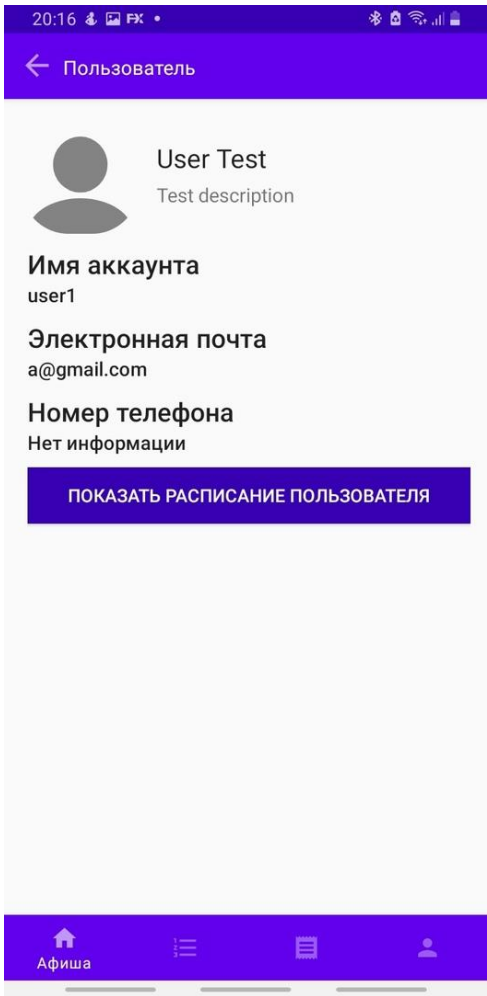 20:16 FX
Пользователь
User Test
Test description
Имя аккаунта
user1
Электронная почта
a@gmail.com
Номер телефона
Нет информации
ПОКАЗАТЬ РАСПИСАНИЕ ПОЛЬЗОВАТЕЛЯ
Афиша